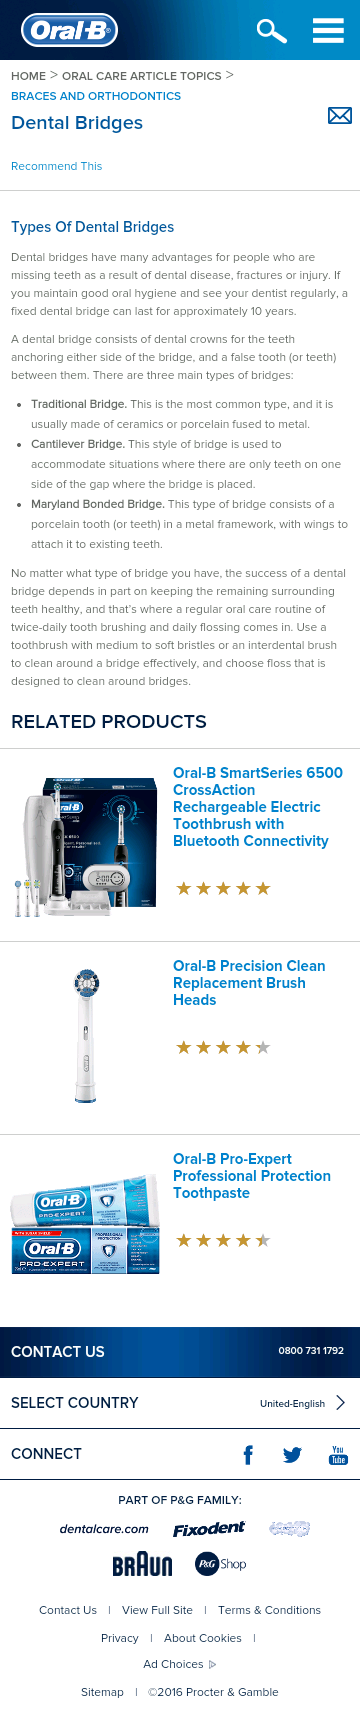 Oral-B
HOME > ORAL CARE ARTICLE TOPICS >
BRACES AND ORTHODONTICS
Dental Bridges
Recommend This
Types Of Dental Bridges
Dental bridges have many advantages for people who are
missing teeth as a result of dental disease, fractures or injury. If
you maintain good oral hygiene and see your dentist regularly, a
fixed dental bridge can last for approximately 10 years.
A dental bridge consists of dental crowns for the teeth
anchoring either side of the bridge, and a false tooth (or teeth)
between them. There are three main types of bridges:
• Traditional Bridge. This is the most common type, and it is
usually made of ceramics or porcelain fused to metal.
• Cantilever Bridge. This style of bridge is used to
accommodate situations where there are only teeth on one
side of the gap where the bridge is placed.
• Maryland Bonded Bridge. This type of bridge consists of a
porcelain tooth (or teeth) in a metal framework, with wings to
attach it to existing teeth.
No matter what type of bridge you have, the success of a dental
bridge depends in part on keeping the remaining surrounding
teeth healthy, and that's where a regular oral care routine of
twice-daily tooth brushing and daily flossing comes in. Use a
toothbrush with medium to soft bristles or an interdental brush
to clean around a bridge effectively, and choose floss that is
designed to clean around bridges.
RELATED PRODUCTS
Oral-B
Oral-B SmartSeries 6500
CrossAction
Rechargeable Electric
Toothbrush with
Bluetooth Connectivity
Oral-B Precision Clean
Replacement Brush
Heads
Oral-B
PRO-EXPERT
PROFESSIONAL
PROTECTION
Oral-B
PRO-EXPERT
Oral-B Pro-Expert
Professional Protection
Toothpaste
CONTACT US 0800 731 1792
SELECT COUNTRY United-English
CONNECT You Tube
PART OF P&G FAMILY:
dentalcare.com Fixodent
BRAUN P&G Shop
Contact Us | View Full Site | Terms & Conditions
Privacy | About Cookies |
Ad Choices
Sitemap | ©2016 Procter & Gamble